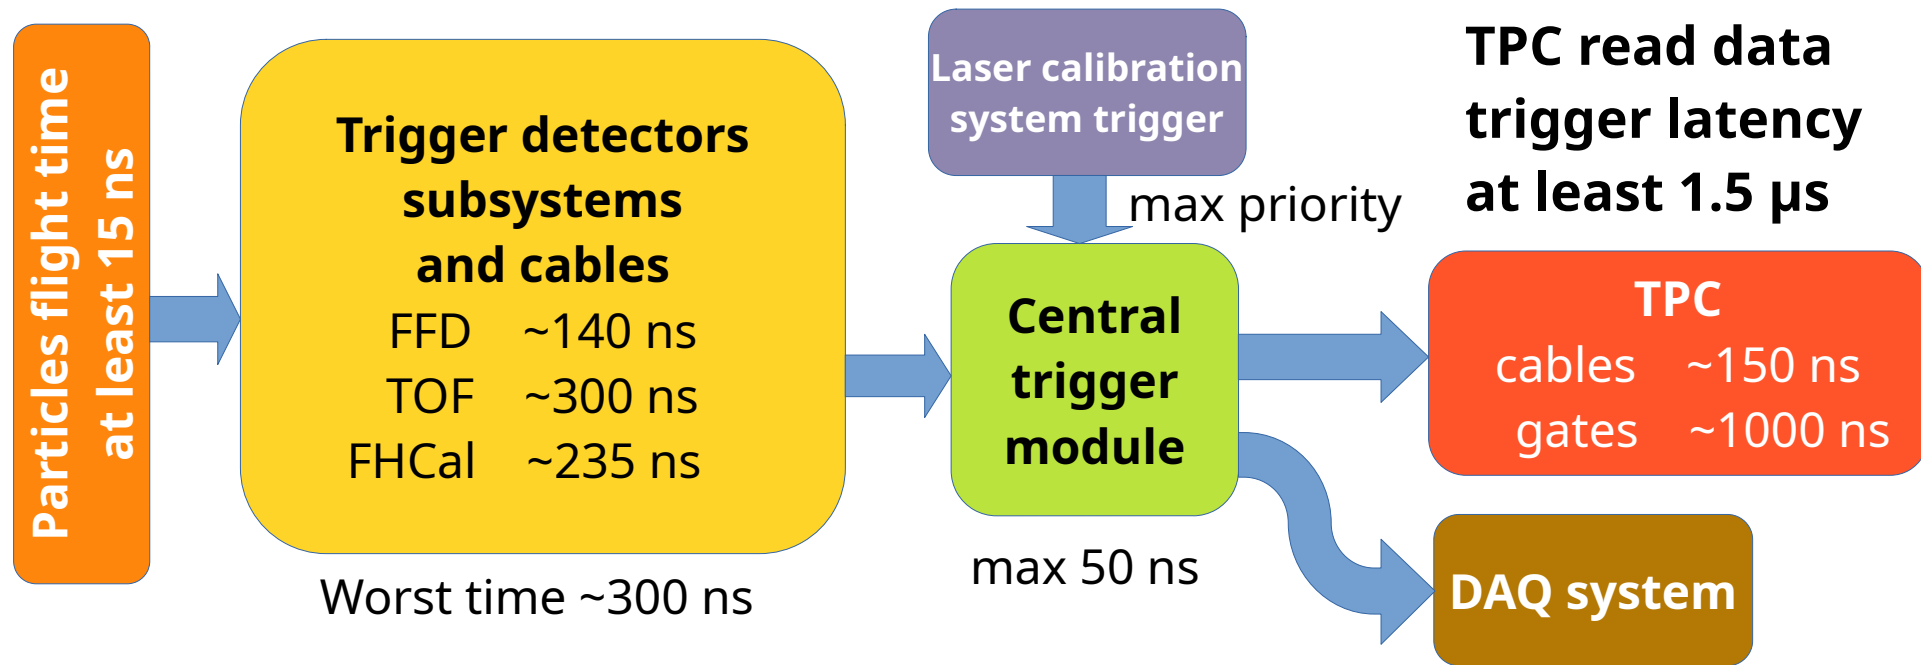 Particles flight time
at least 15 ns
Trigger detectors
subsystems
and cables
FFD ~140 ns
TOF ~300 ns
FHCal ~235 ns
Worst time ~300 ns
Laser calibration
system trigger
max priority
Central
trigger
module
max 50 ns
TPC read data
trigger latency
at least 1.5 µs
TPC
cables ~150 ns
gates ~1000 ns
DAQ system